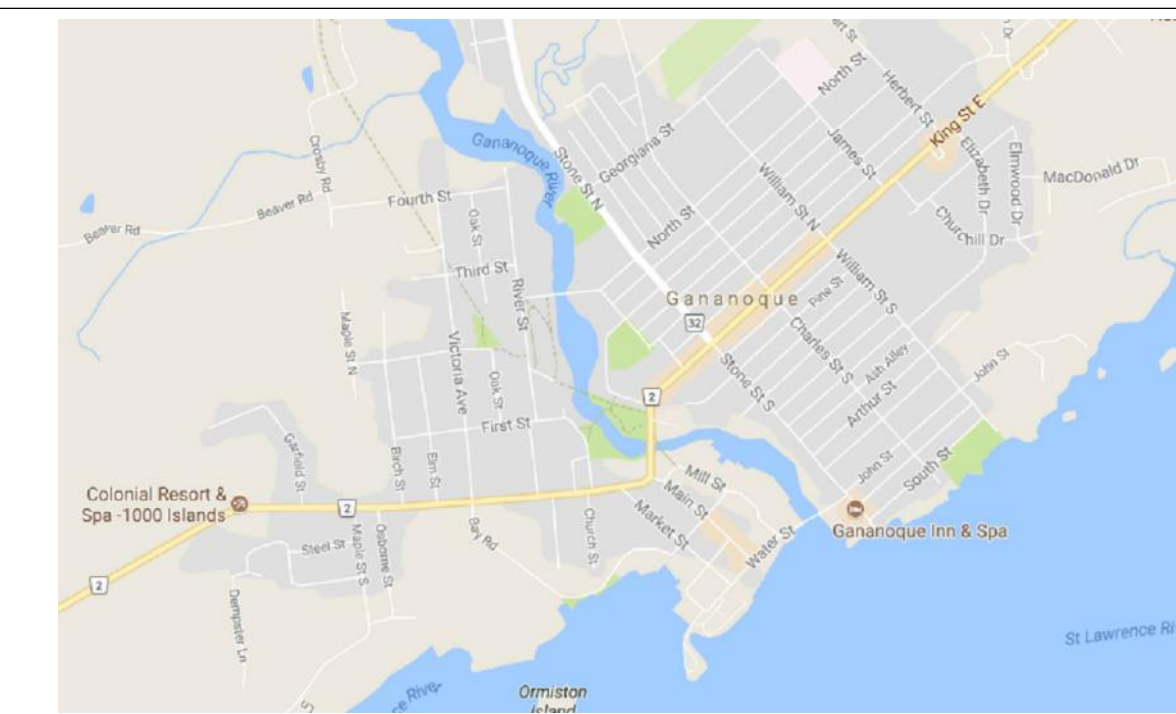 North St
Herbert St
King St E
Gananoque River
Stone St N
Georgiana St
James St
Elizabeth Dr
Elmwood Dr
MacDonald Dr
Crosby Rd
Beaver Rd
Beaver Rd
Fourth St
Oak St
North St
William St N
Churchill Dr
Third St
River St
Gananoque
Pine St
William St S
32
Maple St N
Victoria Ave
Oak St
Stone St S
Charles St S
Ash Alley
John St
2
Arthur St
First St
Garfield St
Birch St
Elm St
Mill St
John St
South St
Colonial Resort &
Spa -1000 Islands
2
Main St
Market St
Church St
Water St
Gananoque Inn & Spa
Steel St
Maple St S
Osborne St
Bay Rd
2
Dempster Ln
St Lawrence
Ormiston
Island